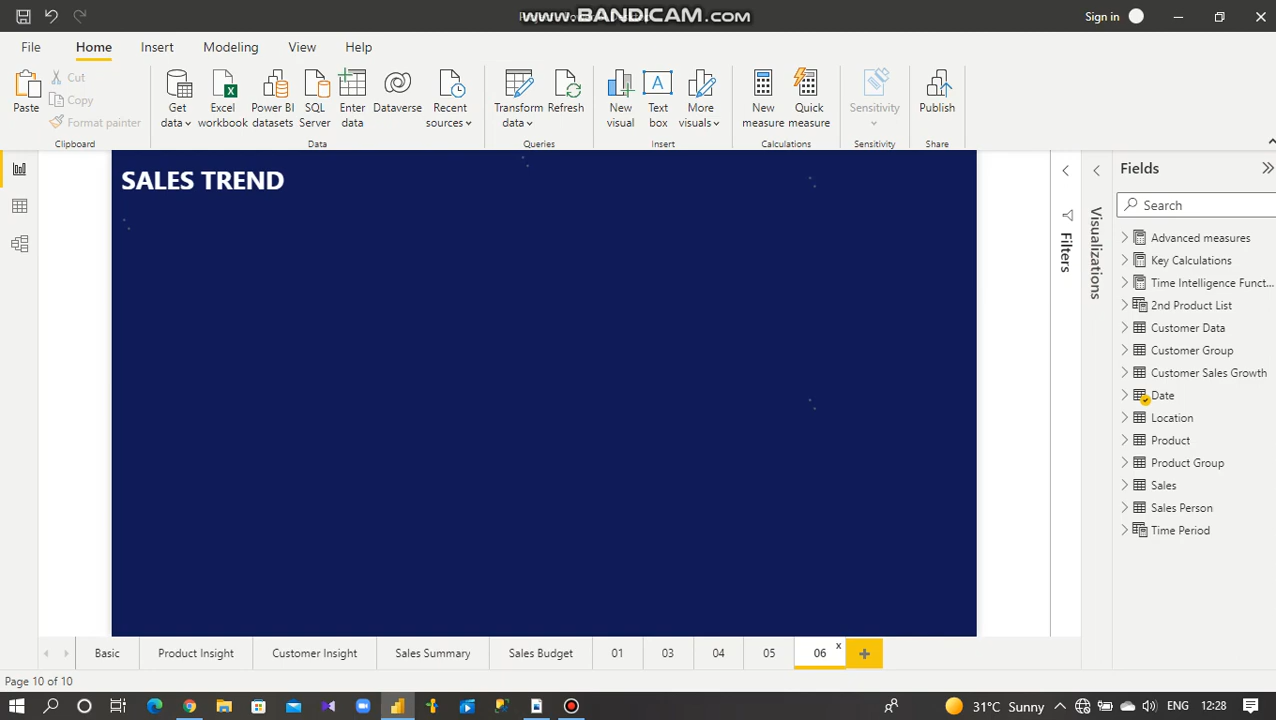 www.BANDICAM.com
Sign in
File Home Insert Modeling View Help
Paste
Cut
Copy
Format painter
Get data
Excel workbook
Power BI datasets
SQL Server
Enter data
Dataverse
Recent sources
Transform data
Refresh
New visual
Text box
More visuals
New measure
Quick measure
Sensitivity
Publish
Clipboard Data Queries Insert Calculations Sensitivity Share
SALES TREND
Filters
Visualizations
Fields
Search
Advanced measures
Key Calculations
Time Intelligence Funct...
2nd Product List
Customer Data
Customer Group
Customer Sales Growth
Date
Location
Product
Product Group
Sales
Sales Person
Time Period
Basic Product Insight Customer Insight Sales Summary Sales Budget 01 03 04 05 06
Page 10 of 10
31°C Sunny ENG 12:28